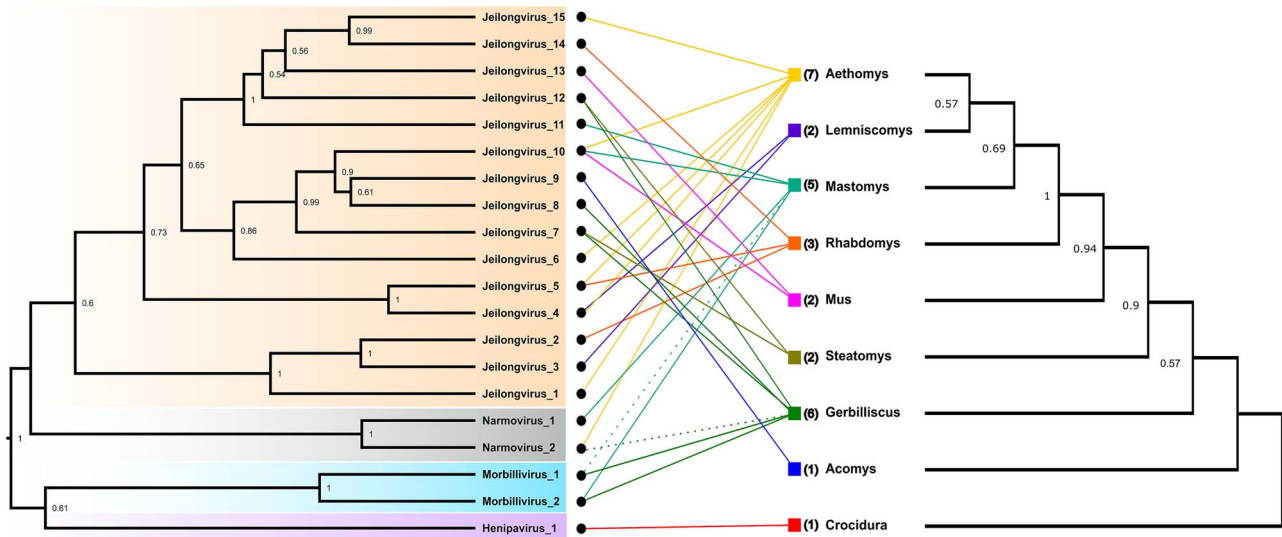 Jeilongvirus_15
0.99
Jeilongvirus_14
0.56
Jeilongvirus_13
0.54
Jeilongvirus_12
1
Jeilongvirus_11
0.65
Jeilongvirus_10
0.9
Jeilongvirus_9
0.61
Jeilongvirus_8
0.99
Jeilongvirus_7
0.86
0.73
Jeilongvirus_6
Jeilongvirus_5
1
0.6
Jeilongvirus_4
Jeilongvirus_2
1
Jeilongvirus_3
1
Jeilongvirus_1
Narmovirus_1
1
1
Narmovirus_2
Morbillivirus_1
1
Morbillivirus_2
0.61
Henipavirus_1
(7) Aethomys
0.57
(2) Lemniscomys
0.69
(5) Mastomys
1
(3) Rhabdomys
0.94
(2) Mus
0.9
(2) Steatomys
0.57
(6) Gerbilliscus
(1) Acomys
(1) Crocidura